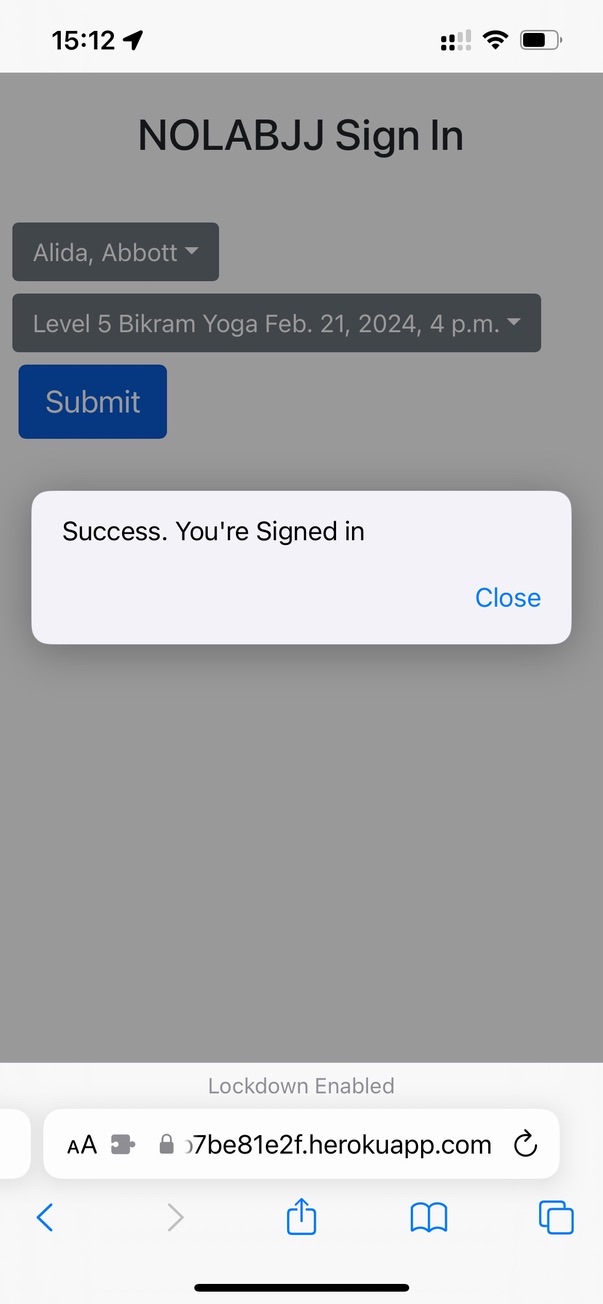 15:12
NOLABJJ Sign In
Alida, Abbott
Level 5 Bikram Yoga Feb. 21, 2024, 4 p.m.
Submit
Success. You're Signed in
Close
Lockdown Enabled
AA 7be81e2f.herokuapp.com